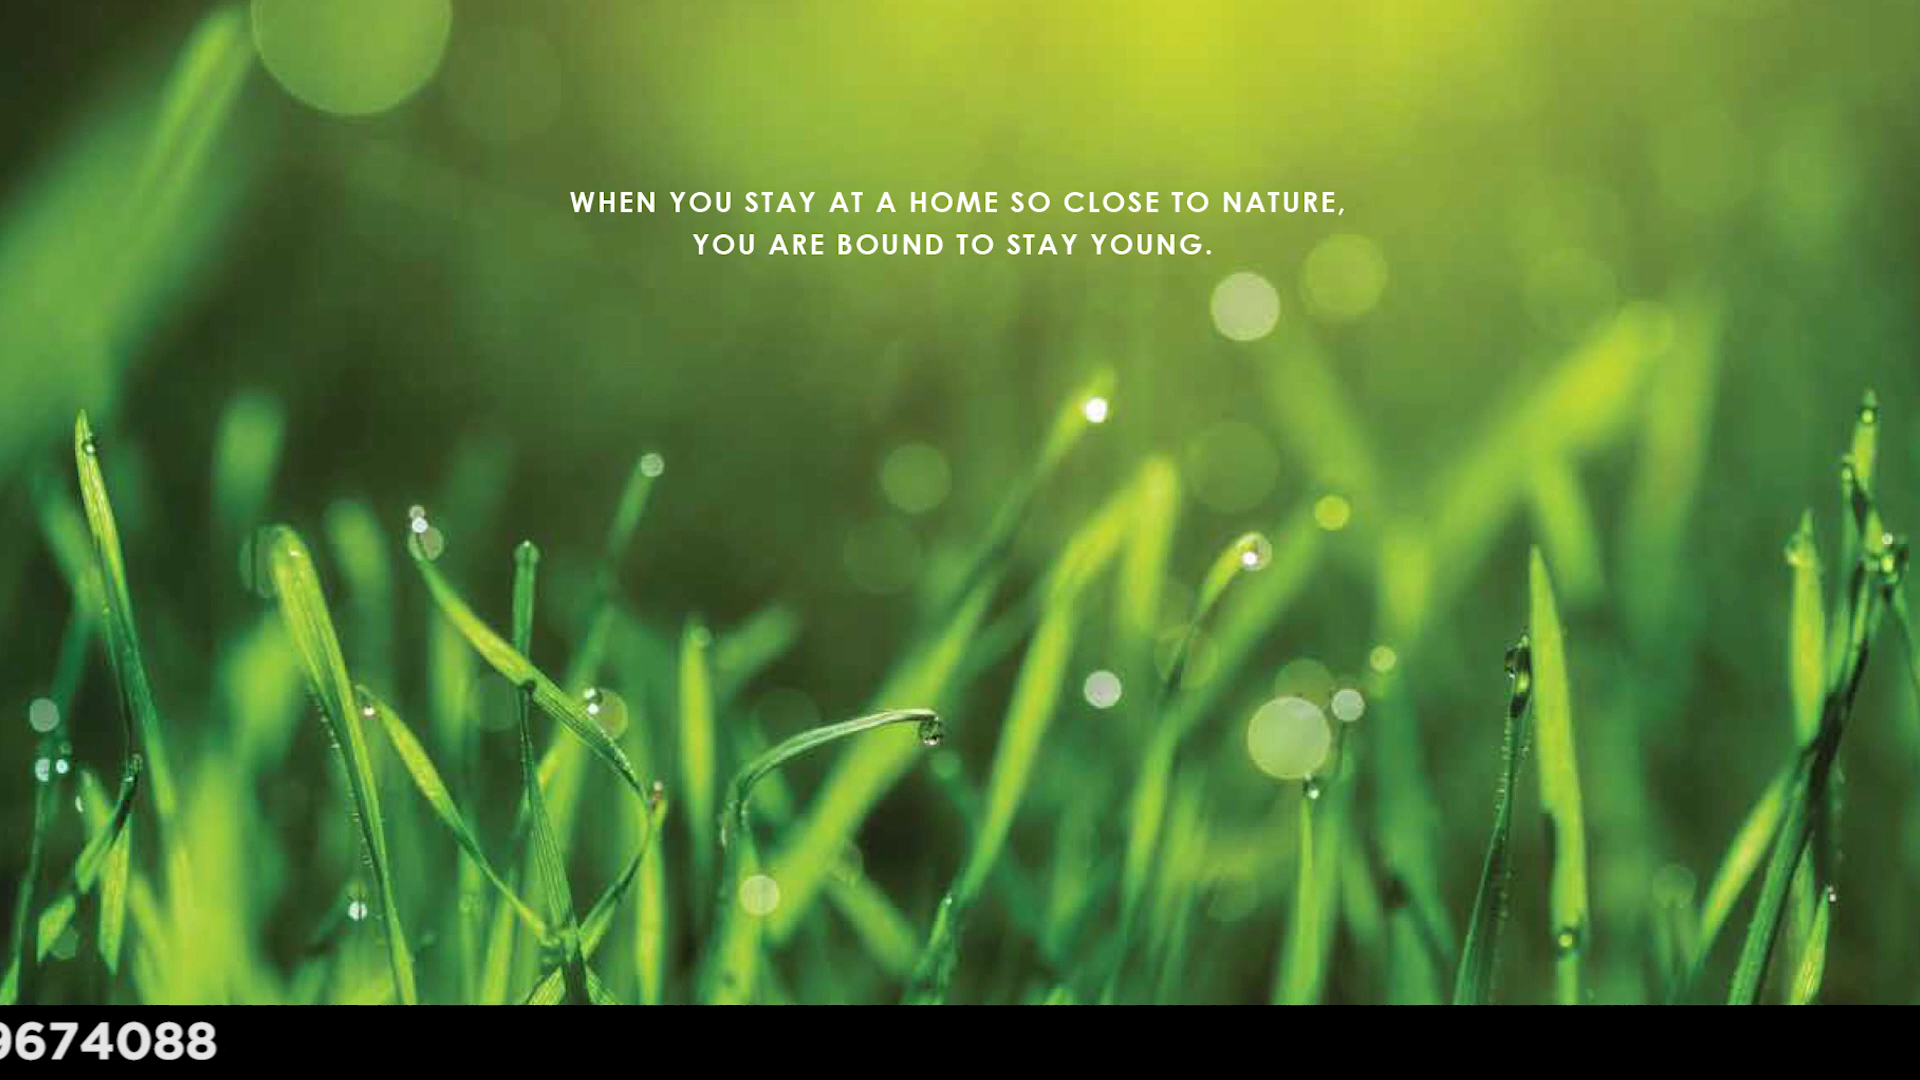 WHEN YOU STAY AT A HOME SO CLOSE TO NATURE,
YOU ARE BOUND TO STAY YOUNG.
9674088